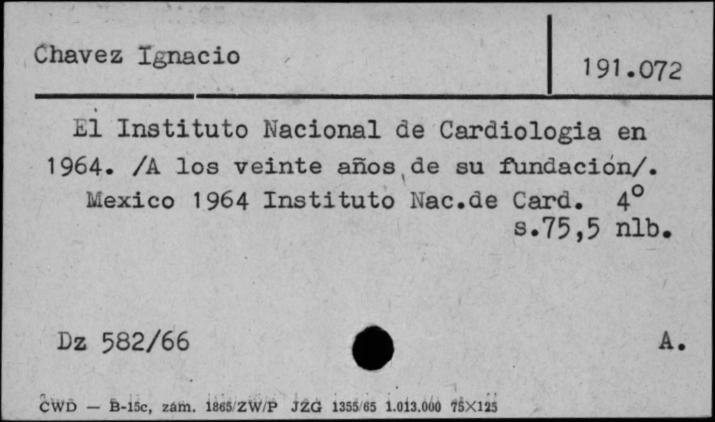 Chavez Ignacio
191.072
El Instituto Nacional de Cardiologia en
1964. /A los veinte años de su fundación/.
Mexico 1964 Instituto Nac.de Card. 4°
s.75,5 nlb.
Dz 582/66
A.
CWD — B-15c, zam. 1865/ZW/P JZG 1355/65 1.013.000 75×125